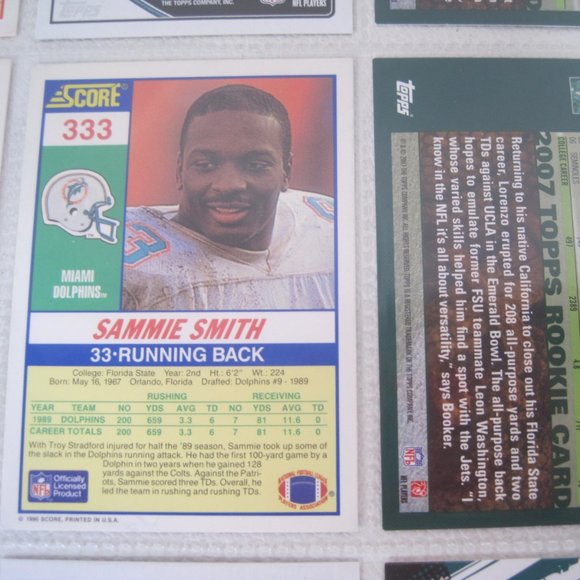 Topps
THE TOPPS COMPANY, INC.
NFL PLAYERS
SCORE®
333
MIAMI
DOLPHINS™
SAMMIE SMITH
33•RUNNING BACK
College: Florida State Year: 2nd Ht.: 6'2" Wt.: 224
Born: May 16, 1967 Orlando, Florida Drafted: Dolphins #9 - 1989
RUSHING RECEIVING
YEAR TEAM NO YDS AVG TD NO YDS AVG TD
1989 DOLPHINS 200 659 3.3 6 7 81 11.6 0
CAREER TOTALS 200 659 3.3 6 7 81 11.6 0
With Troy Stradford injured for half the '89 season, Sammie took up some of
the slack in the Dolphins rushing attack. He had the first 100-yard game by a
Dolphin in two years when he gained 128
yards against the Colts. Against the Patri-
ots, Sammie scored three TDs. Overall, he
led the team in rushing and rushing TDs.
NFL
Officially
Licensed
Product
© 1990 SCORE, PRINTED IN U.S.A.
Topps
2007 TOPPS ROOKIE CARD
COLLEGE CAREER
Returning to his native California to close out his Florida State
career, Lorenzo erupted for 208 all-purpose yards and two
TDs against UCLA in the Emerald Bowl. The all-purpose back
hopes to emulate former FSU teammate Leon Washington,
whose varied skills helped him find a spot with the Jets. "I
know in the NFL it's all about versatility," says Booker.
NFL PLAYERS